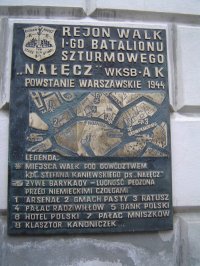 REJON WALK
1-GO BATALIONU
SZTURMOWEGO
"NAŁĘCZ" WKSB-AK
POWSTANIE WARSZAWSKIE 1944
LEGENDA:
MIEJSCA WALK POD DOWÓDZTWEM
KPT. STEFANA KANIEWSKIEGO PS. "NAŁĘCZ"
ŻYWE BARYKADY - LUDNOŚĆ PĘDZONA
PRZED NIEMIECKIMI CZOŁGAMI
1 ARSENAŁ 2 GMACH PASTY 3 RATUSZ
4 PAŁAC RADZIWIŁŁÓW 5 BANK POLSKI
6 HOTEL POLSKI 7 PAŁAC MNISZKÓW
8 KLASZTOR KANONICZEK